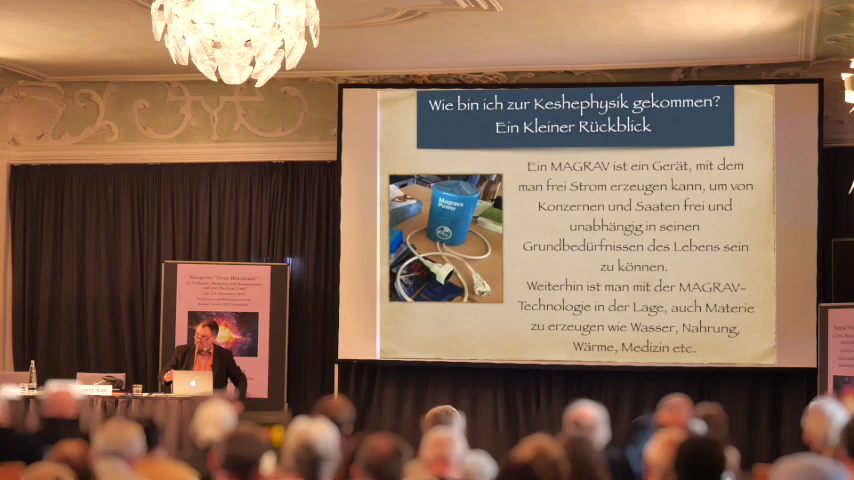 Wie bin ich zur Keshephysik gekommen?
Ein Kleiner Rückblick
Ein MAGRAV ist ein Gerät, mit dem
man frei Strom erzeugen kann, um von
Konzernen und Saaten frei und
unabhängig in seinen
Grundbedürfnissen des Lebens sein
zu können.
Weiterhin ist man mit der MAGRAV-
Technologie in der Lage, auch Materie
zu erzeugen wie Wasser, Nahrung,
Wärme, Medizin etc.
Magrav
Power
Kongress "Neue Horizonte"